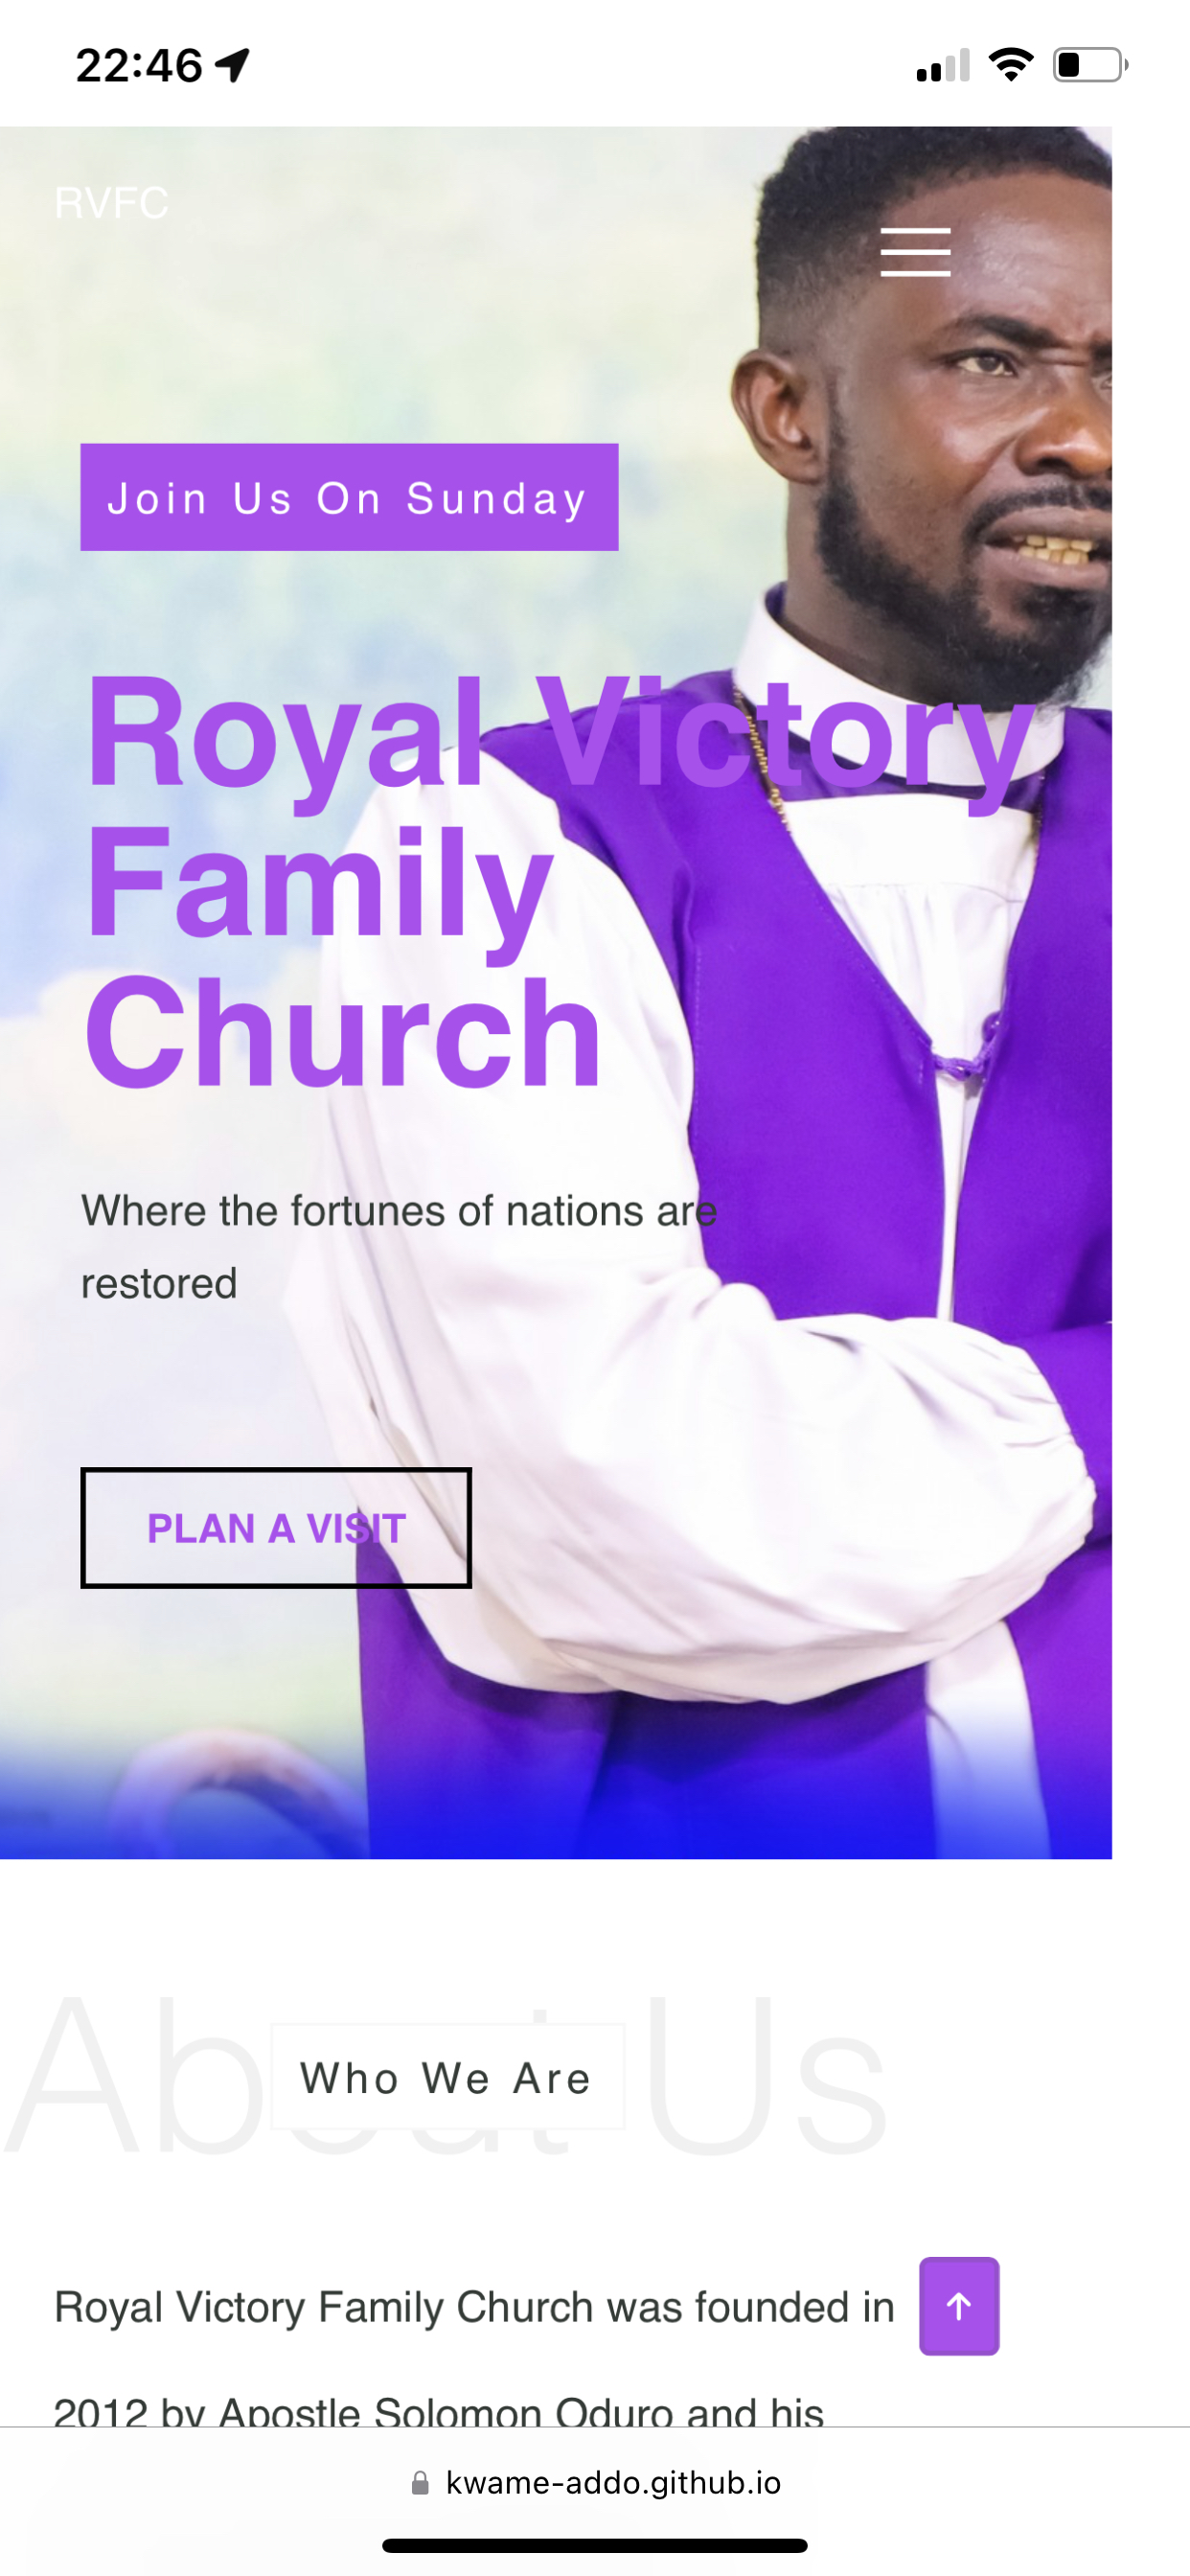 22:46
RVFC
Join Us On Sunday
Royal Victory
Family
Church
Where the fortunes of nations are
restored
PLAN A VISIT
About Us
Who We Are
Royal Victory Family Church was founded in
2012 by Apostle Solomon Oduro and his
kwame-addo.github.io